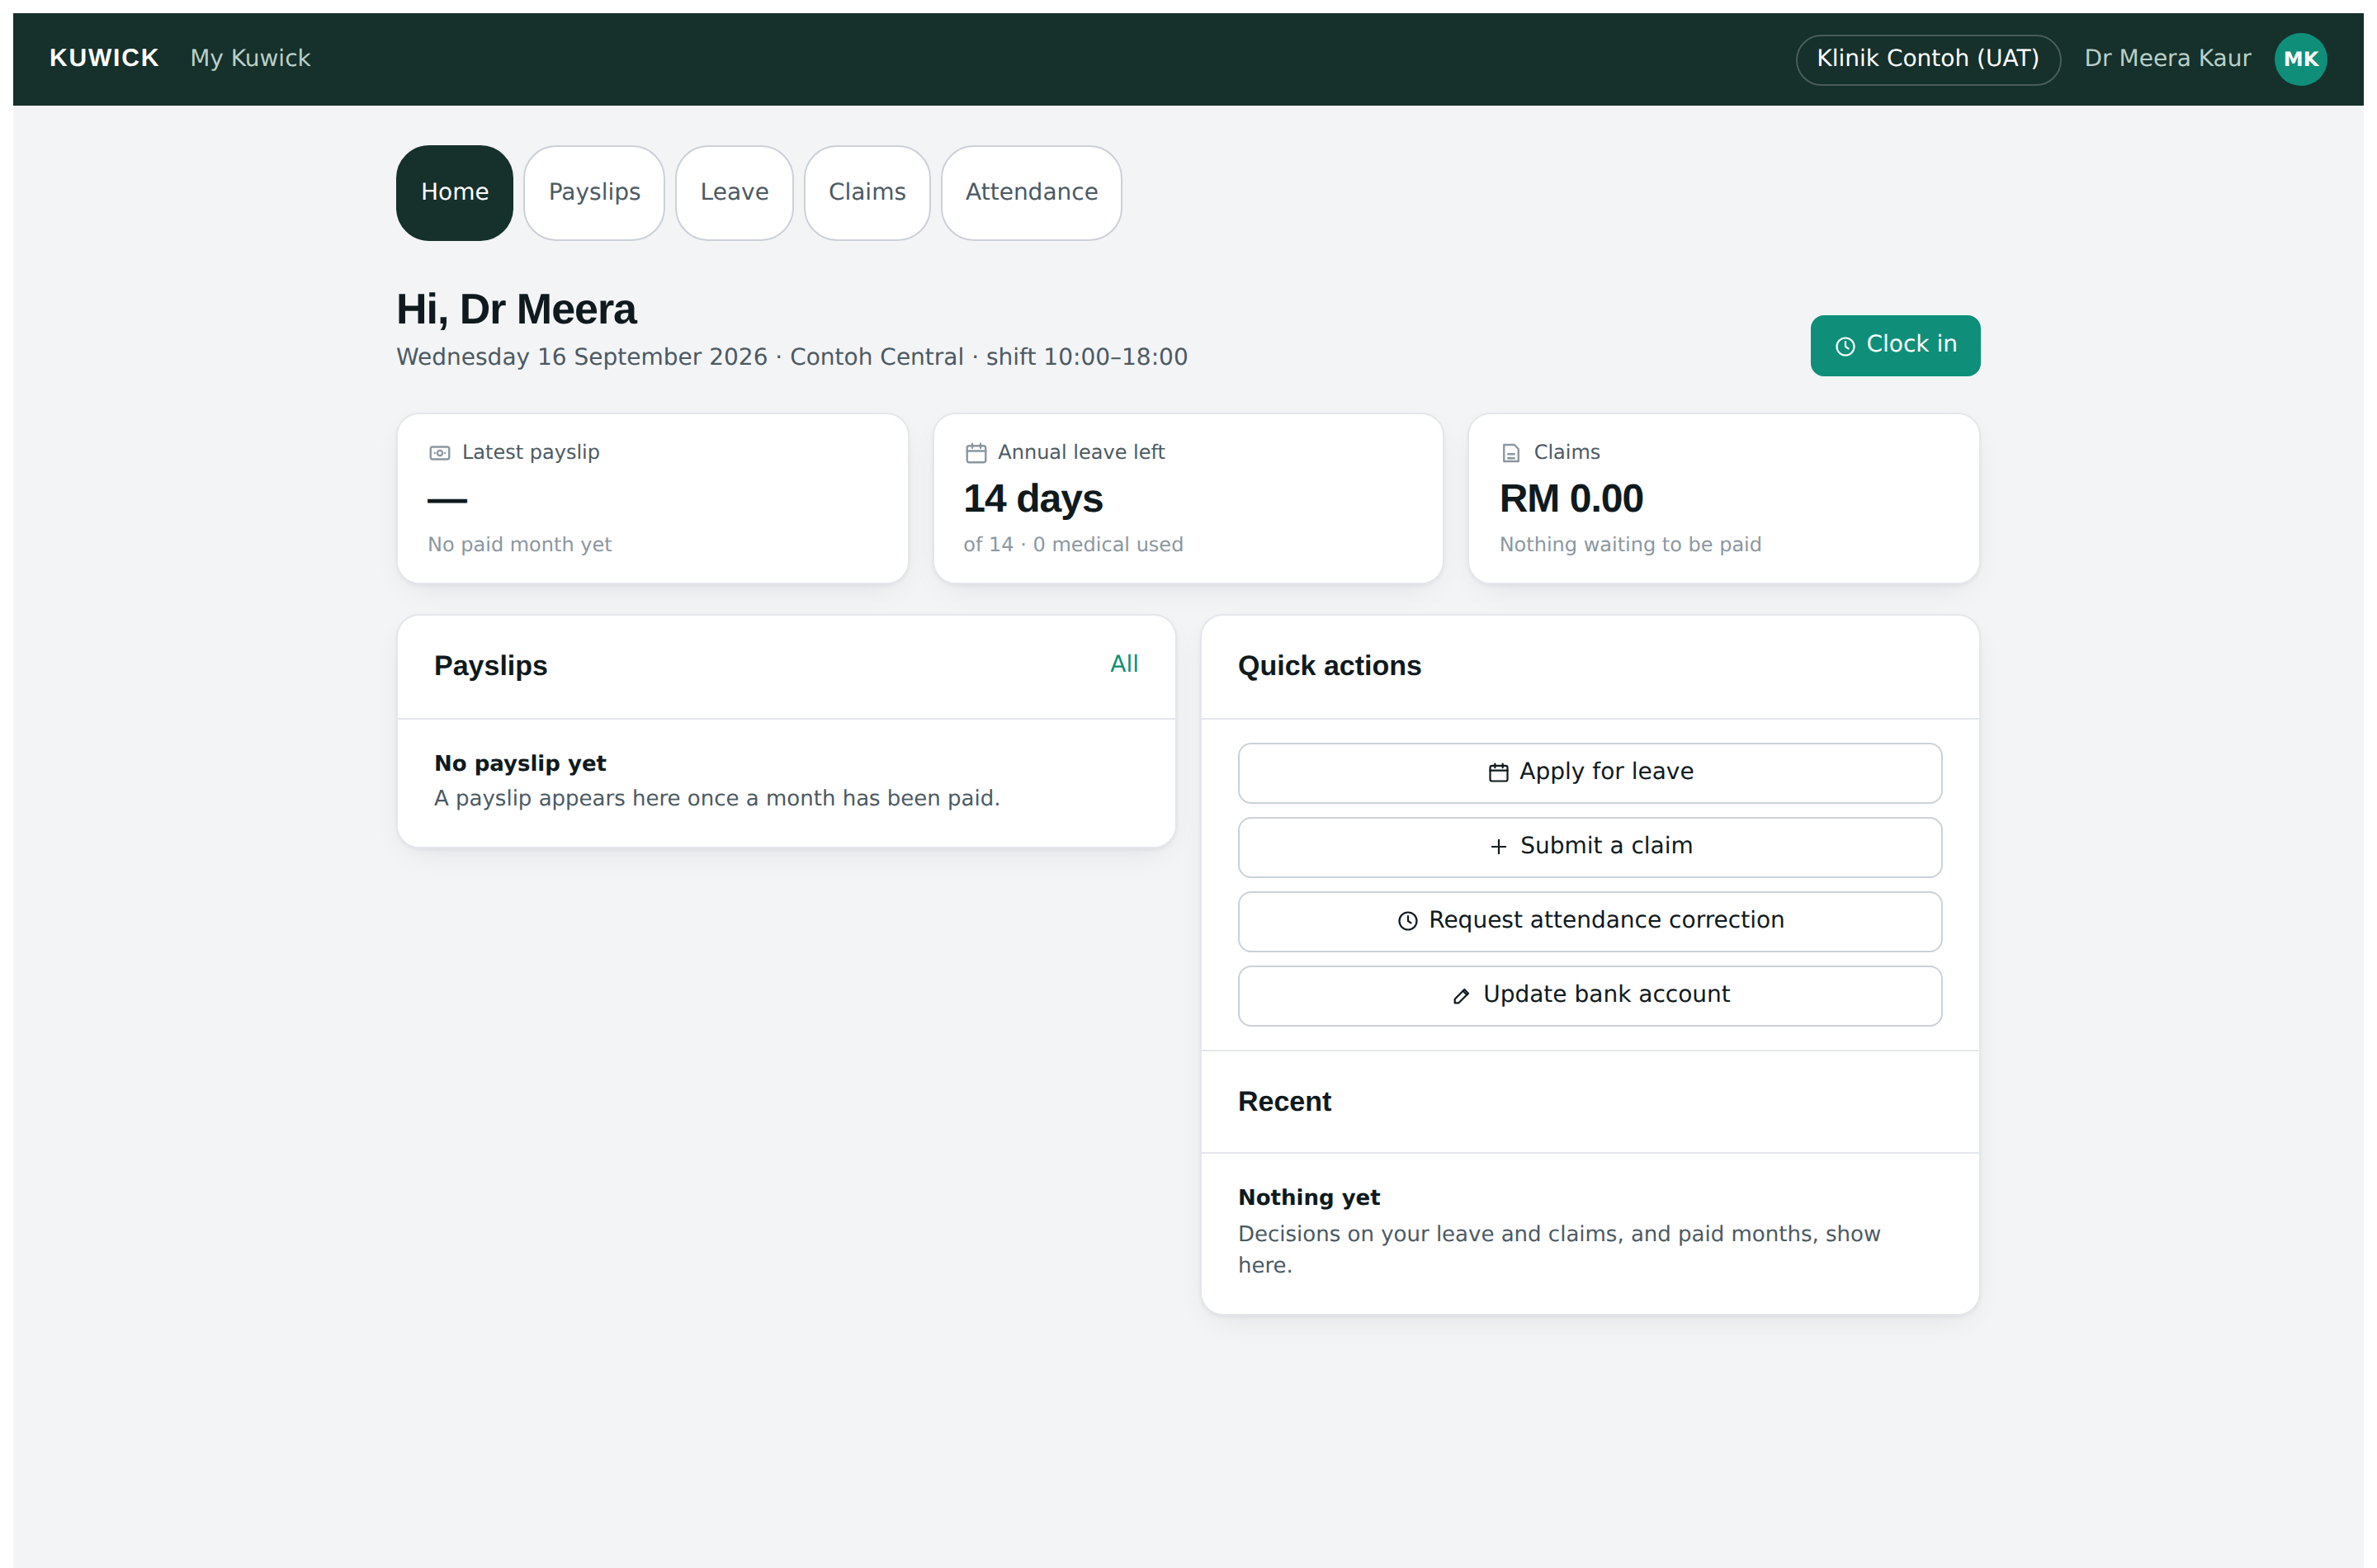 KUWICK My Kuwick Klinik Contoh (UAT) Dr Meera Kaur MK
Home Payslips Leave Claims Attendance
Hi, Dr Meera
Wednesday 16 September 2026 · Contoh Central · shift 10:00–18:00
Clock in
Latest payslip
—
No paid month yet
Annual leave left
14 days
of 14 · 0 medical used
Claims
RM 0.00
Nothing waiting to be paid
Payslips All
No payslip yet
A payslip appears here once a month has been paid.
Quick actions
Apply for leave
Submit a claim
Request attendance correction
Update bank account
Recent
Nothing yet
Decisions on your leave and claims, and paid months, show
here.